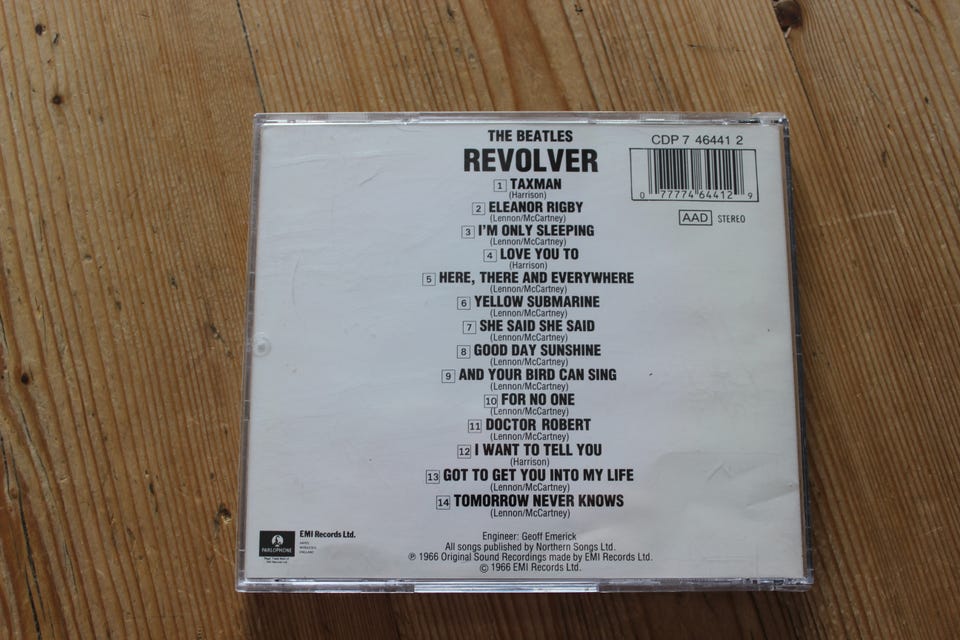 THE BEATLES
REVOLVER
1 TAXMAN
(Harrison)
2 ELEANOR RIGBY
(Lennon/McCartney)
3 I'M ONLY SLEEPING
(Lennon/McCartney)
4 LOVE YOU TO
(Harrison)
5 HERE, THERE AND EVERYWHERE
(Lennon/McCartney)
6 YELLOW SUBMARINE
(Lennon/McCartney)
7 SHE SAID SHE SAID
(Lennon/McCartney)
8 GOOD DAY SUNSHINE
(Lennon/McCartney)
9 AND YOUR BIRD CAN SING
(Lennon/McCartney)
10 FOR NO ONE
(Lennon/McCartney)
11 DOCTOR ROBERT
(Lennon/McCartney)
12 I WANT TO TELL YOU
(Harrison)
13 GOT TO GET YOU INTO MY LIFE
(Lennon/McCartney)
14 TOMORROW NEVER KNOWS
(Lennon/McCartney)
CDP 7 46441 2
0 77774 64412 9
AAD STEREO
PARLOPHONE
EMI Records Ltd.
ENGLAND
Engineer: Geoff Emerick
All songs published by Northern Songs Ltd.
℗ 1966 Original Sound Recordings made by EMI Records Ltd.
© 1966 EMI Records Ltd.